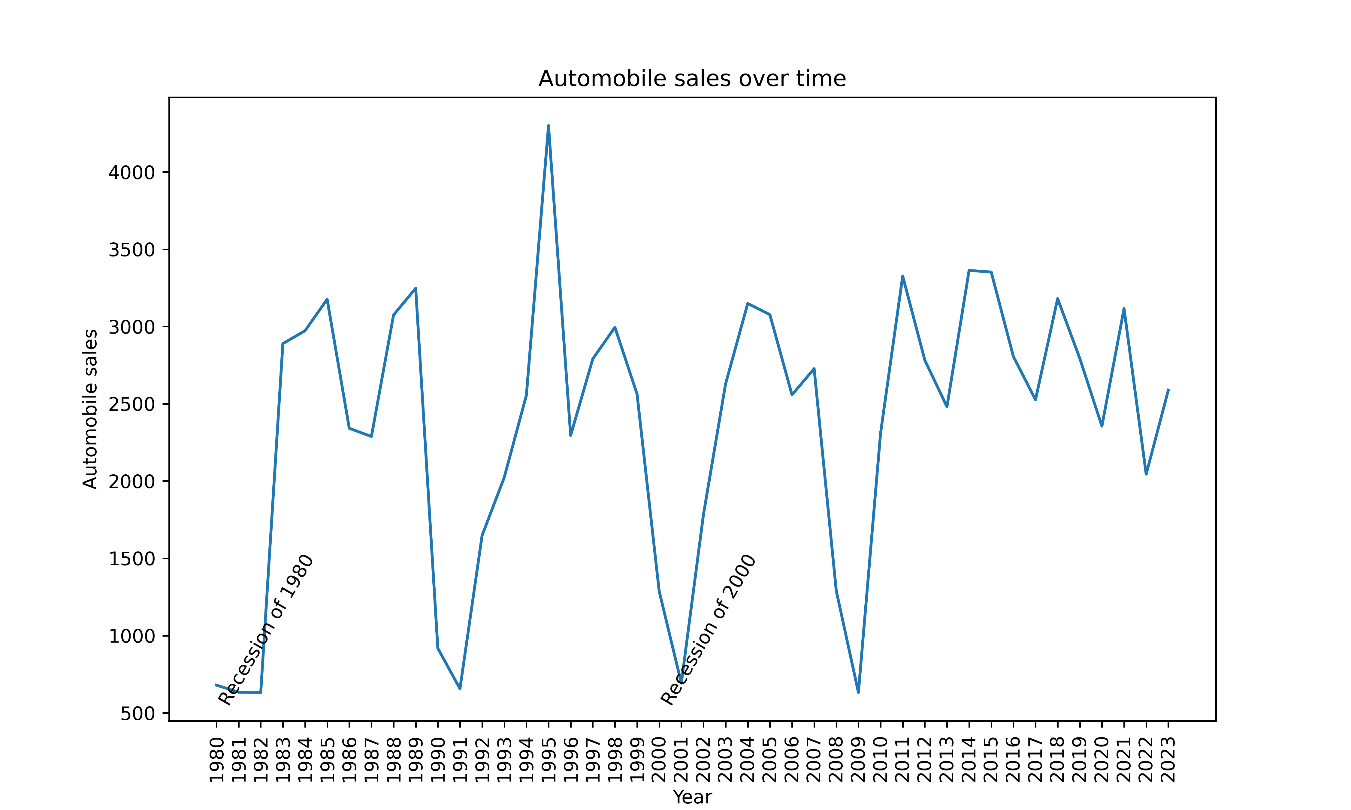 Automobile sales over time
Automobile sales
4000
3500
3000
2500
2000
1500
1000
500
Recession of 1980
Recession of 2000
1980 1981 1982 1983 1984 1985 1986 1987 1988 1989 1990 1991 1992 1993 1994 1995 1996 1997 1998 1999 2000 2001 2002 2003 2004 2005 2006 2007 2008 2009 2010 2011 2012 2013 2014 2015 2016 2017 2018 2019 2020 2021 2022 2023
Year